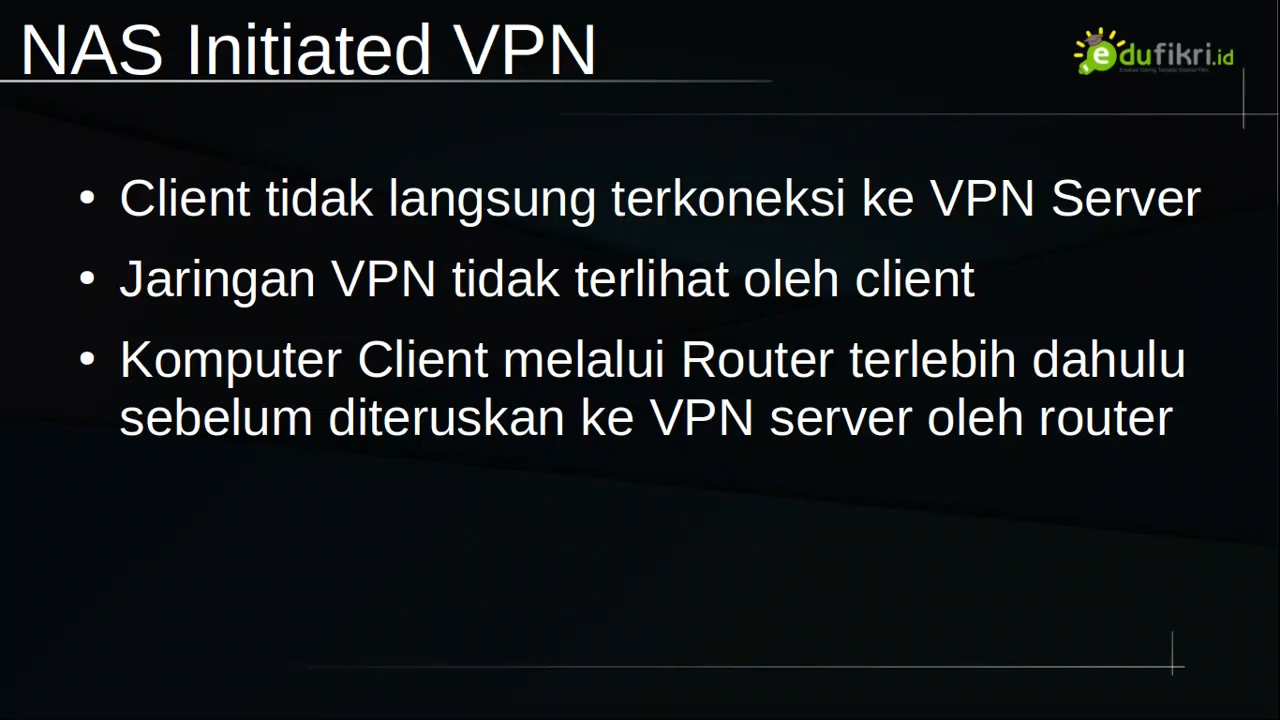 NAS Initiated VPN
edufikri.id
• Client tidak langsung terkoneksi ke VPN Server
• Jaringan VPN tidak terlihat oleh client
• Komputer Client melalui Router terlebih dahulu
sebelum diteruskan ke VPN server oleh router